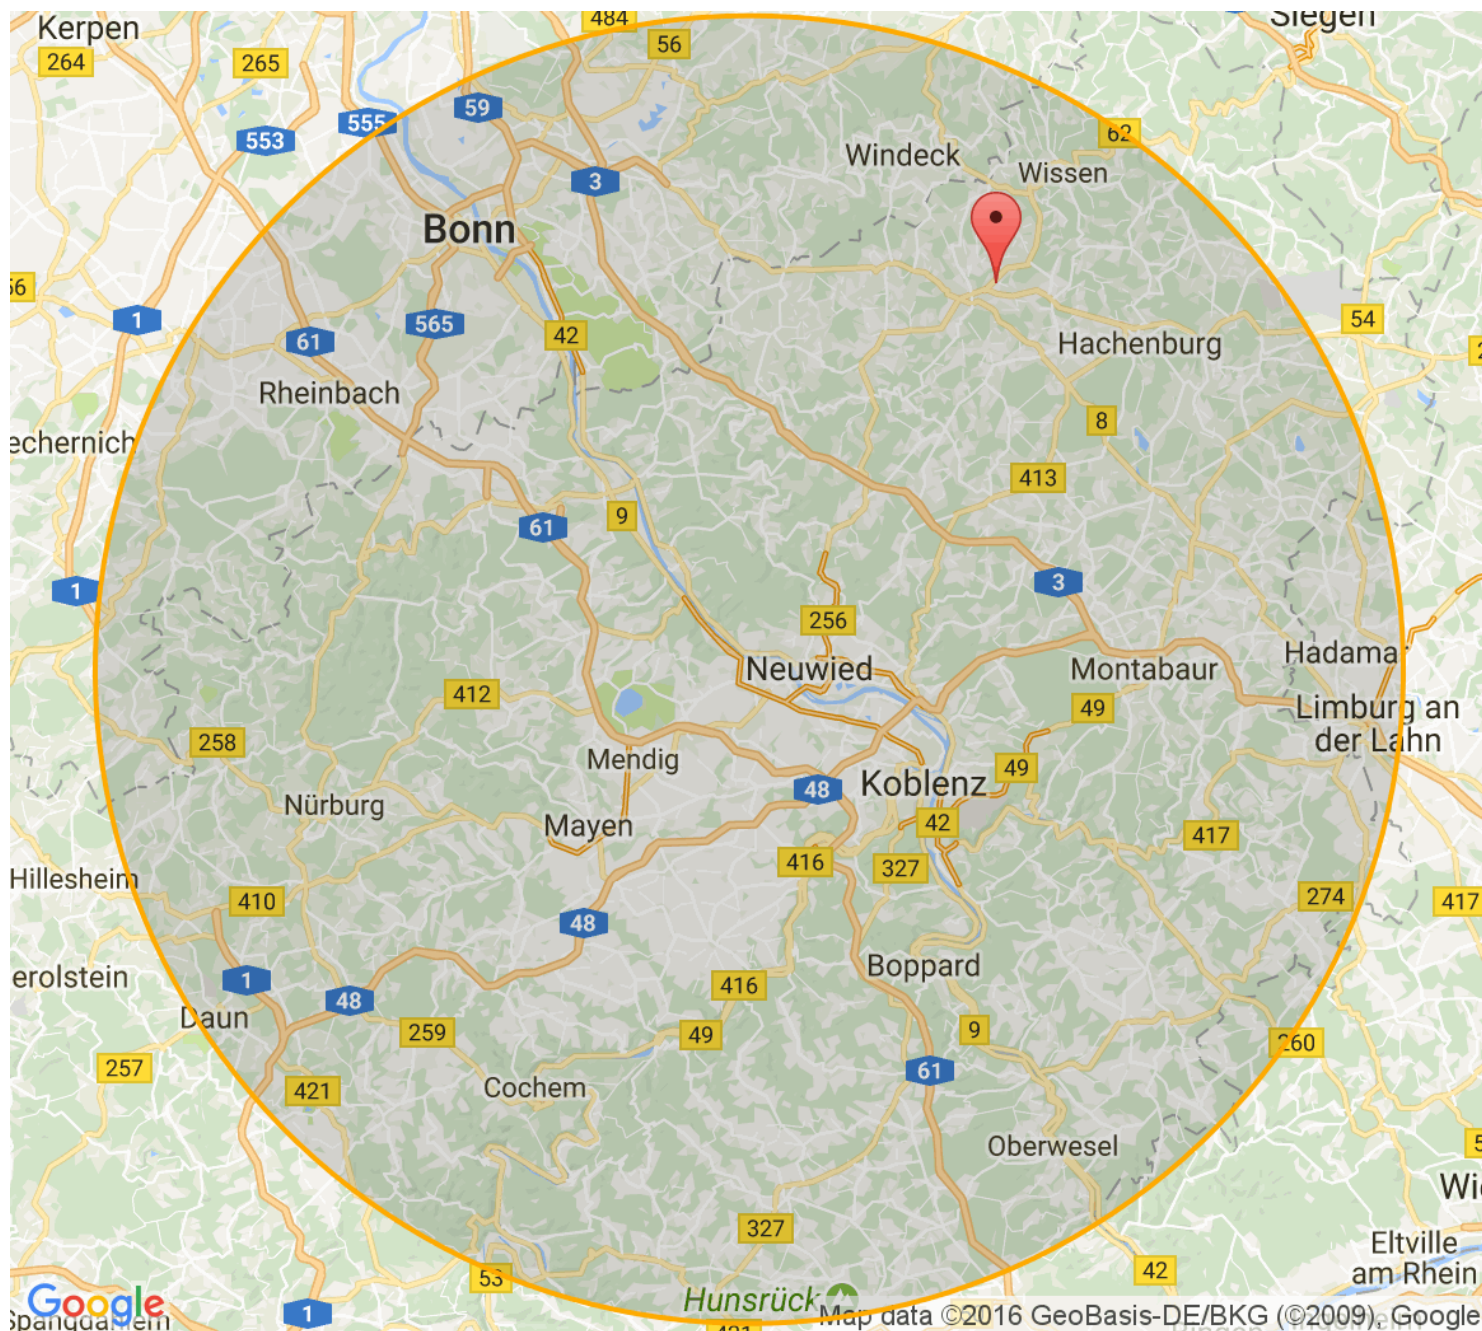 Siegen
484
Kerpen
56
264
265
59
555
62
553
Windeck
Wissen
3
Bonn
1
54
565
42
61
Hachenburg
Rheinbach
8
echernich
413
9
61
1
3
256
Hadamar
Neuwied
Montabaur
412
49
Limburg an
der Lahn
258
Mendig
49
Koblenz
48
Nürburg
Mayen
42
417
416
327
Hillesheim
274
410
417
48
Boppard
erolstein
1
416
48
Daun
259
49
9
260
257
61
421
Cochem
Oberwesel
327
Eltville
am Rhein
42
53
Hunsrück
Google
1
Map data ©2016 GeoBasis-DE/BKG (©2009), Google